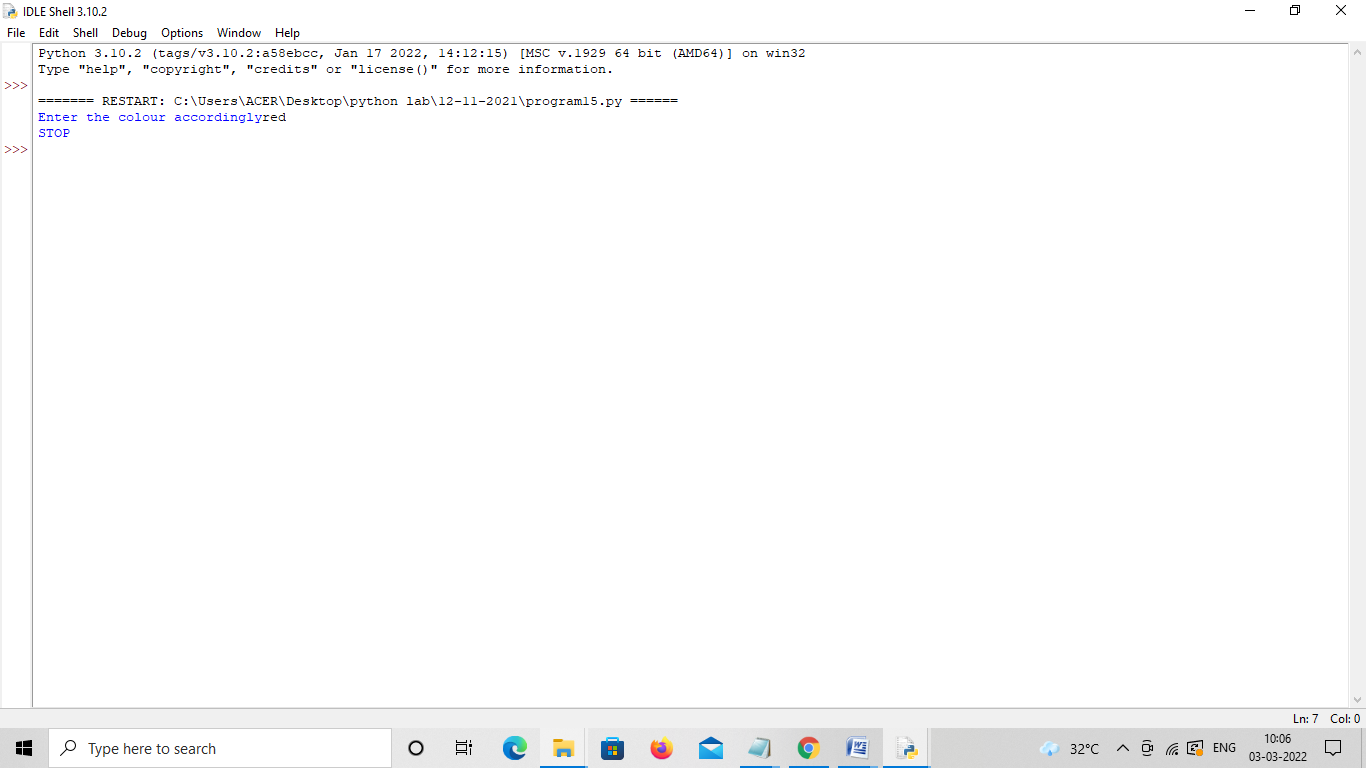 IDLE Shell 3.10.2
File Edit Shell Debug Options Window Help
Python 3.10.2 (tags/v3.10.2:a58ebcc, Jan 17 2022, 14:12:15) [MSC v.1929 64 bit (AMD64)] on win32
Type "help", "copyright", "credits" or "license()" for more information.
>>>
======= RESTART: C:\Users\ACER\Desktop\python lab\12-11-2021\program15.py ======
Enter the colour accordinglyred
STOP
>>>
Ln: 7 Col: 0
Type here to search
32°C
ENG
10:06
03-03-2022